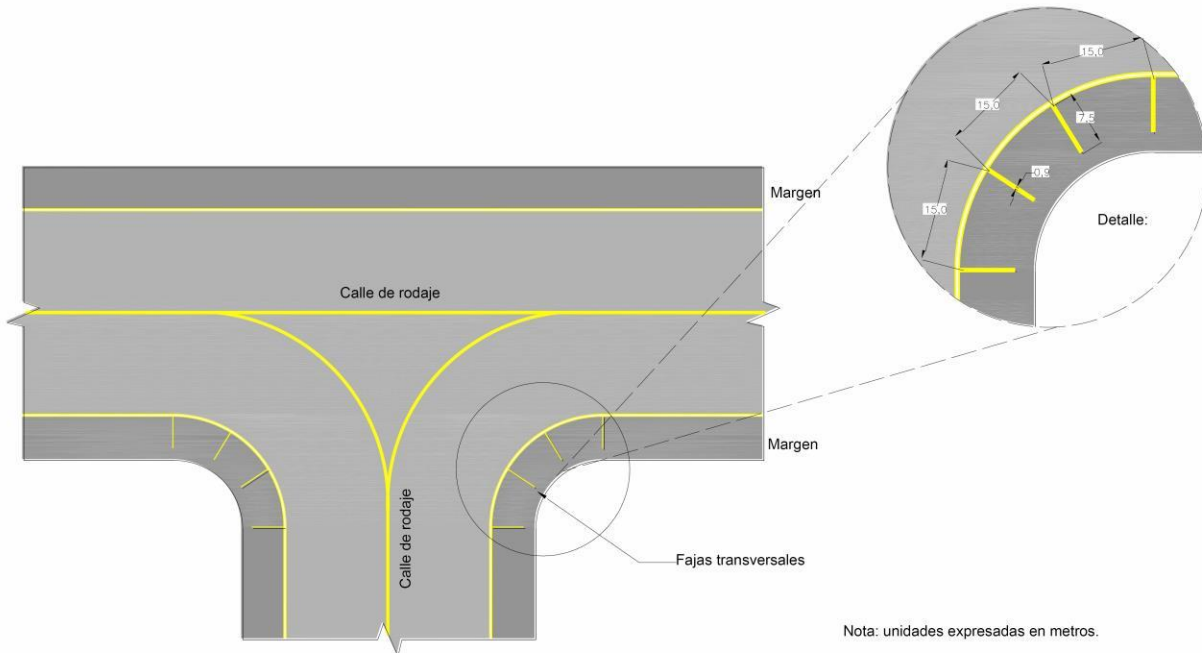 15,0
15,0
7,5
0,9
15,0
Detalle:
Margen
Calle de rodaje
Margen
Calle de rodaje
Fajas transversales
Nota: unidades expresadas en metros.